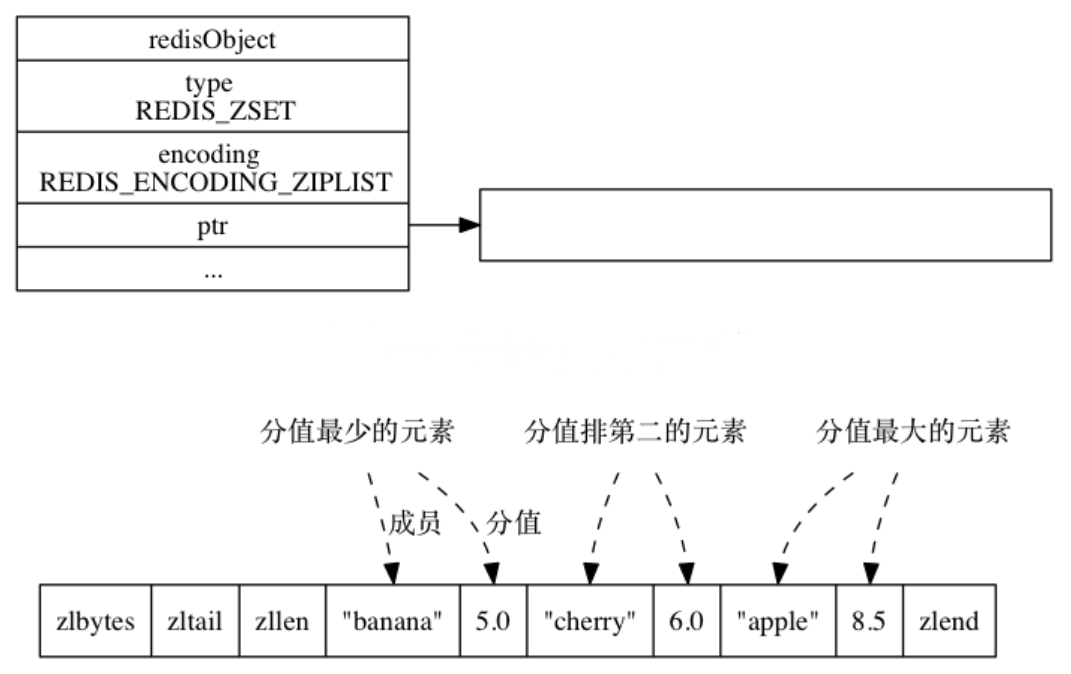 redisObject
type
REDIS_ZSET
encoding
REDIS_ENCODING_ZIPLIST
ptr
...
分值最少的元素 分值排第二的元素 分值最大的元素
成员 分值
zlbytes zltail zllen "banana" 5.0 "cherry" 6.0 "apple" 8.5 zlend